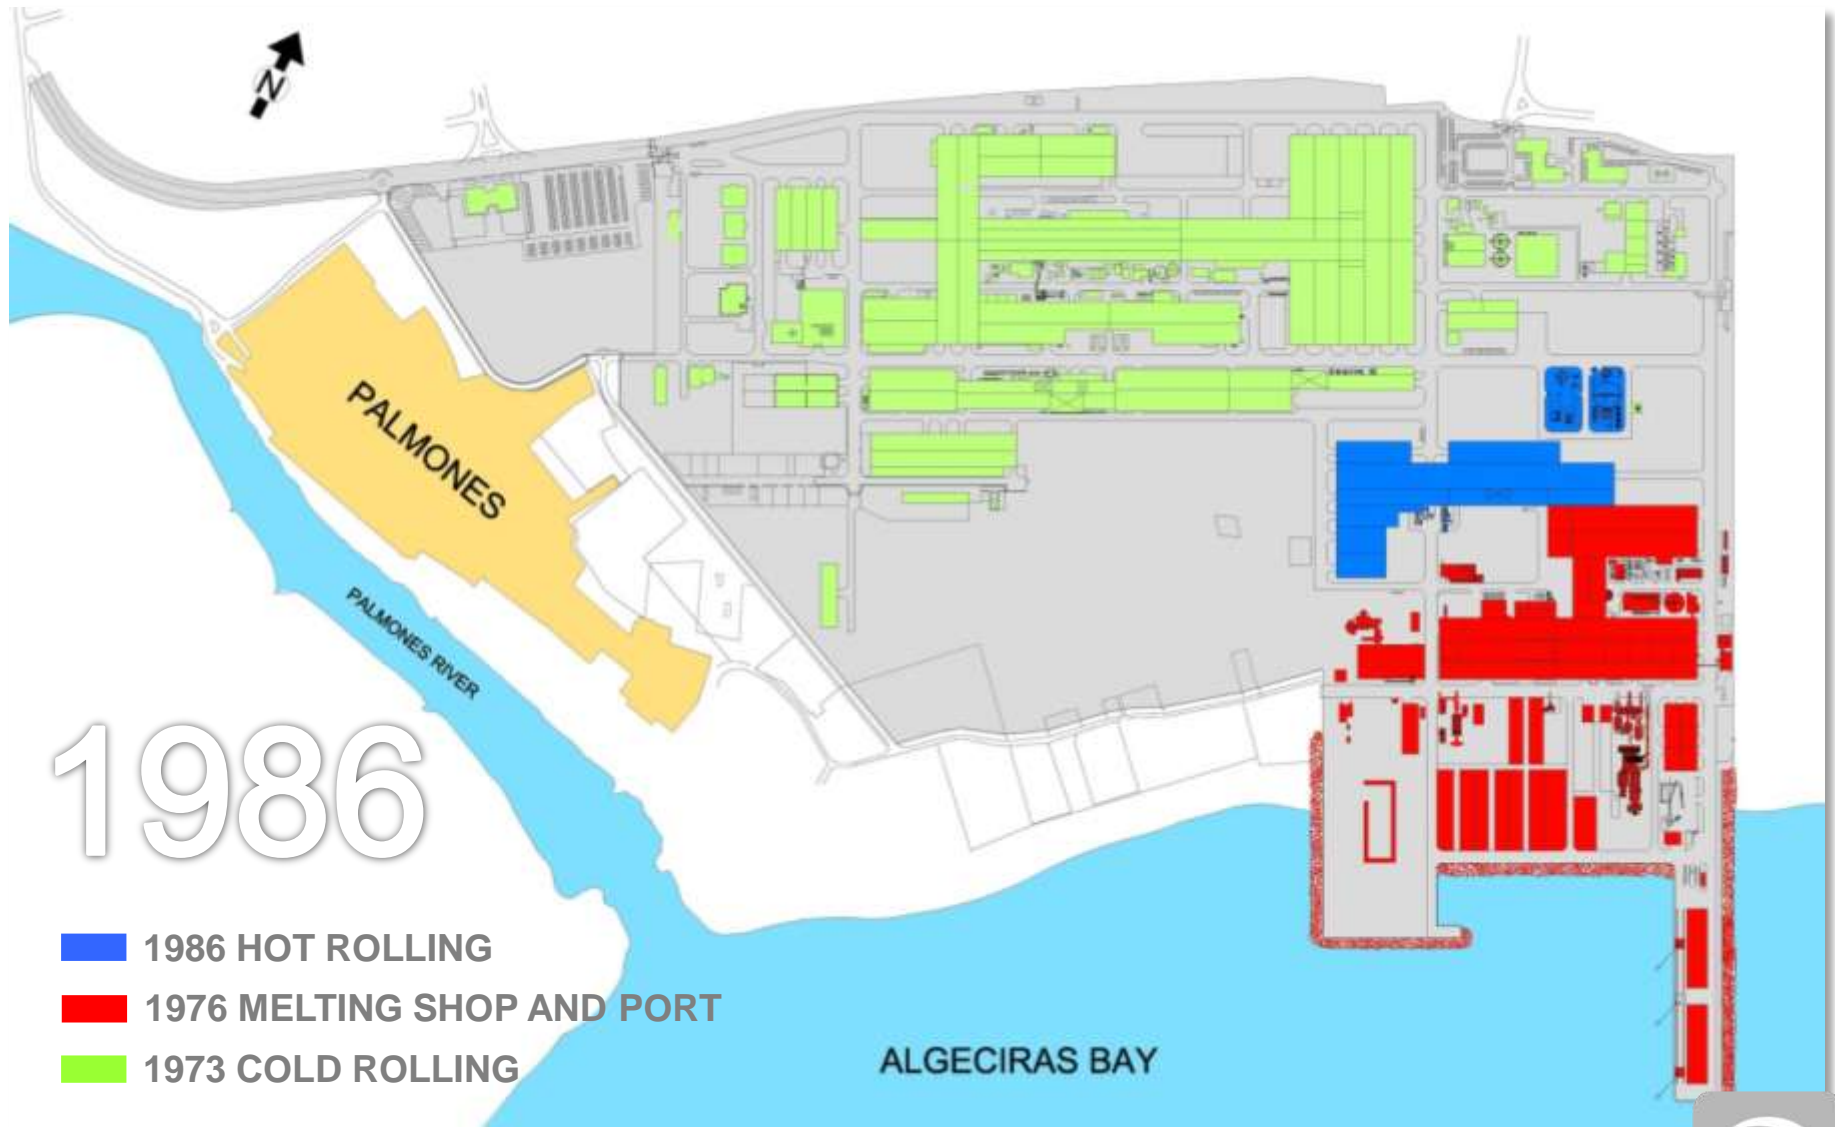 N
PALMONES
PALMONES RIVER
1986
1986 HOT ROLLING
1976 MELTING SHOP AND PORT
1973 COLD ROLLING
ALGECIRAS BAY